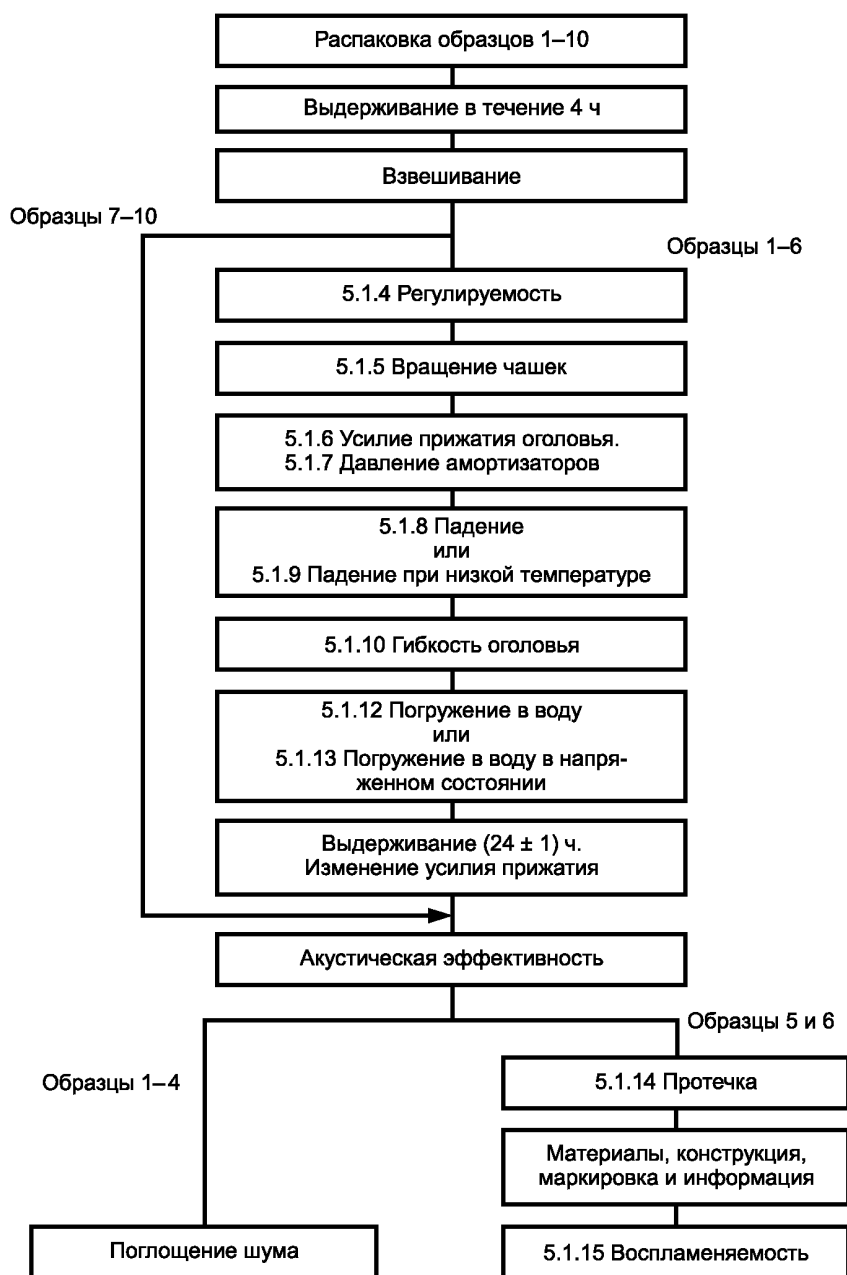 Распаковка образцов 1–10
Выдерживание в течение 4 ч
Взвешивание
Образцы 7–10
Образцы 1–6
5.1.4 Регулируемость
5.1.5 Вращение чашек
5.1.6 Усилие прижатия оголовья.
5.1.7 Давление амортизаторов
5.1.8 Падение
или
5.1.9 Падение при низкой температуре
5.1.10 Гибкость оголовья
5.1.12 Погружение в воду
или
5.1.13 Погружение в воду в напря-
женном состоянии
Выдерживание (24 ± 1) ч.
Изменение усилия прижатия
Акустическая эффективность
Образцы 5 и 6
Образцы 1–4
5.1.14 Протечка
Материалы, конструкция,
маркировка и информация
Поглощение шума
5.1.15 Воспламеняемость